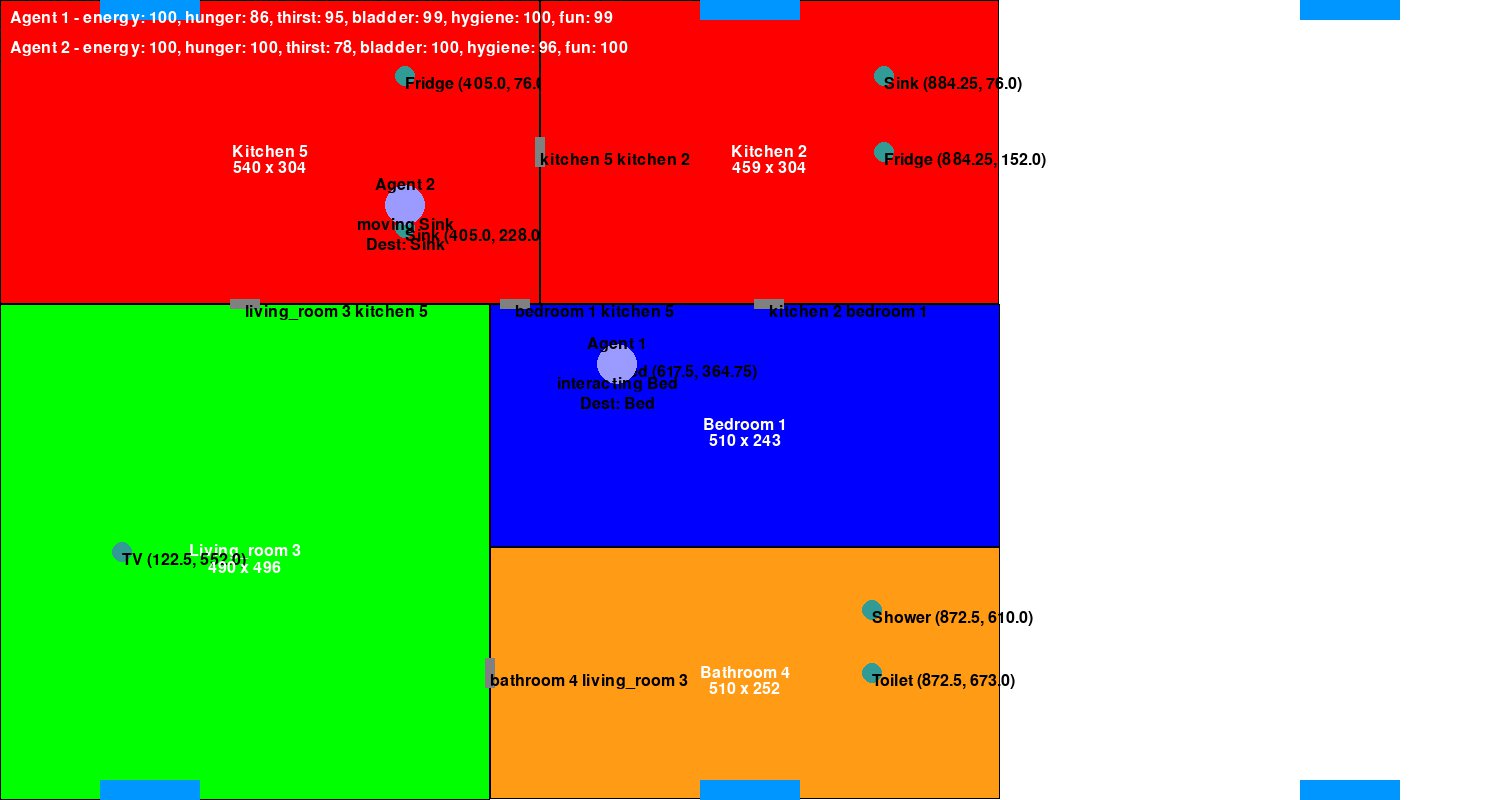 Agent 1 - energy: 100, hunger: 86, thirst: 95, bladder: 99, hygiene: 100, fun: 99
Agent 2 - energy: 100, hunger: 100, thirst: 78, bladder: 100, hygiene: 96, fun: 100
Fridge (405.0, 76.
Sink (884.25, 76.0)
Kitchen 5
540 x 304
kitchen 5 kitchen 2
Kitchen 2
459 x 304
Fridge (884.25, 152.0)
Agent 2
moving Sink
Sink (405.0, 228.0
Dest: Sink
living_room 3 kitchen 5
bedroom 1 kitchen 5
kitchen 2 bedroom 1
Agent 1
d (617.5, 364.75)
interacting Bed
Dest: Bed
Bedroom 1
510 x 243
Living_room 3
TV (122.5, 552.0)
490 x 496
Shower (872.5, 610.0)
bathroom 4 living_room 3
Bathroom 4
510 x 252
Toilet (872.5, 673.0)